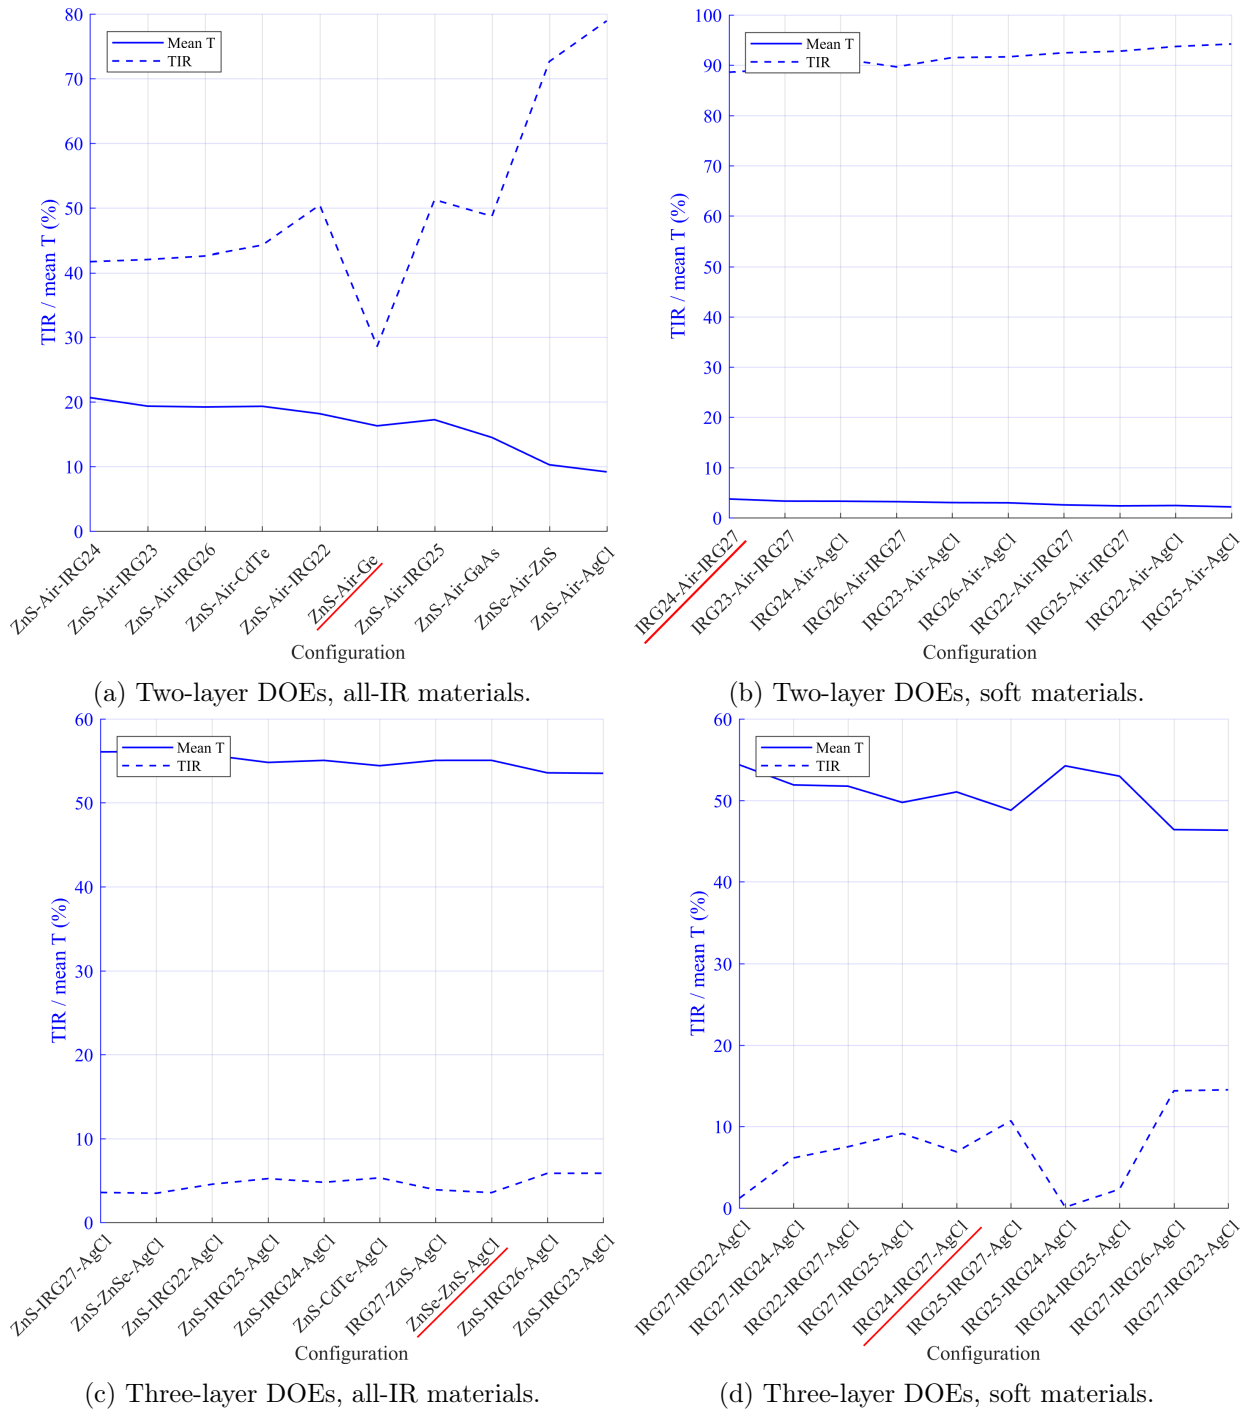 80
70
60
50
40
30
20
10
0
TIR / mean T (%)
Mean T
TIR
ZnS-Air-IRG24
ZnS-Air-IRG23
ZnS-Air-IRG26
ZnS-Air-CdTe
ZnS-Air-IRG22
ZnS-Air-Ge
ZnS-Air-IRG25
ZnS-Air-GaAs
ZnSe-Air-ZnS
ZnS-Air-AgCl
Configuration
(a) Two-layer DOEs, all-IR materials.
100
90
80
70
60
50
40
30
20
10
0
TIR / mean T (%)
Mean T
TIR
IRG24-Air-IRG27
IRG23-Air-IRG27
IRG24-Air-AgCl
IRG26-Air-IRG27
IRG23-Air-AgCl
IRG26-Air-AgCl
IRG22-Air-IRG27
IRG25-Air-IRG27
IRG22-Air-AgCl
IRG25-Air-AgCl
Configuration
(b) Two-layer DOEs, soft materials.
60
50
40
30
20
10
0
TIR / mean T (%)
Mean T
TIR
ZnS-IRG27-AgCl
ZnS-ZnSe-AgCl
ZnS-IRG22-AgCl
ZnS-IRG25-AgCl
ZnS-IRG24-AgCl
ZnS-CdTe-AgCl
IRG27-ZnS-AgCl
ZnSe-ZnS-AgCl
ZnS-IRG26-AgCl
ZnS-IRG23-AgCl
Configuration
(c) Three-layer DOEs, all-IR materials.
60
50
40
30
20
10
0
TIR / mean T (%)
Mean T
TIR
IRG27-IRG22-AgCl
IRG27-IRG24-AgCl
IRG22-IRG27-AgCl
IRG27-IRG25-AgCl
IRG24-IRG27-AgCl
IRG25-IRG27-AgCl
IRG25-IRG24-AgCl
IRG24-IRG25-AgCl
IRG27-IRG26-AgCl
IRG27-IRG23-AgCl
Configuration
(d) Three-layer DOEs, soft materials.